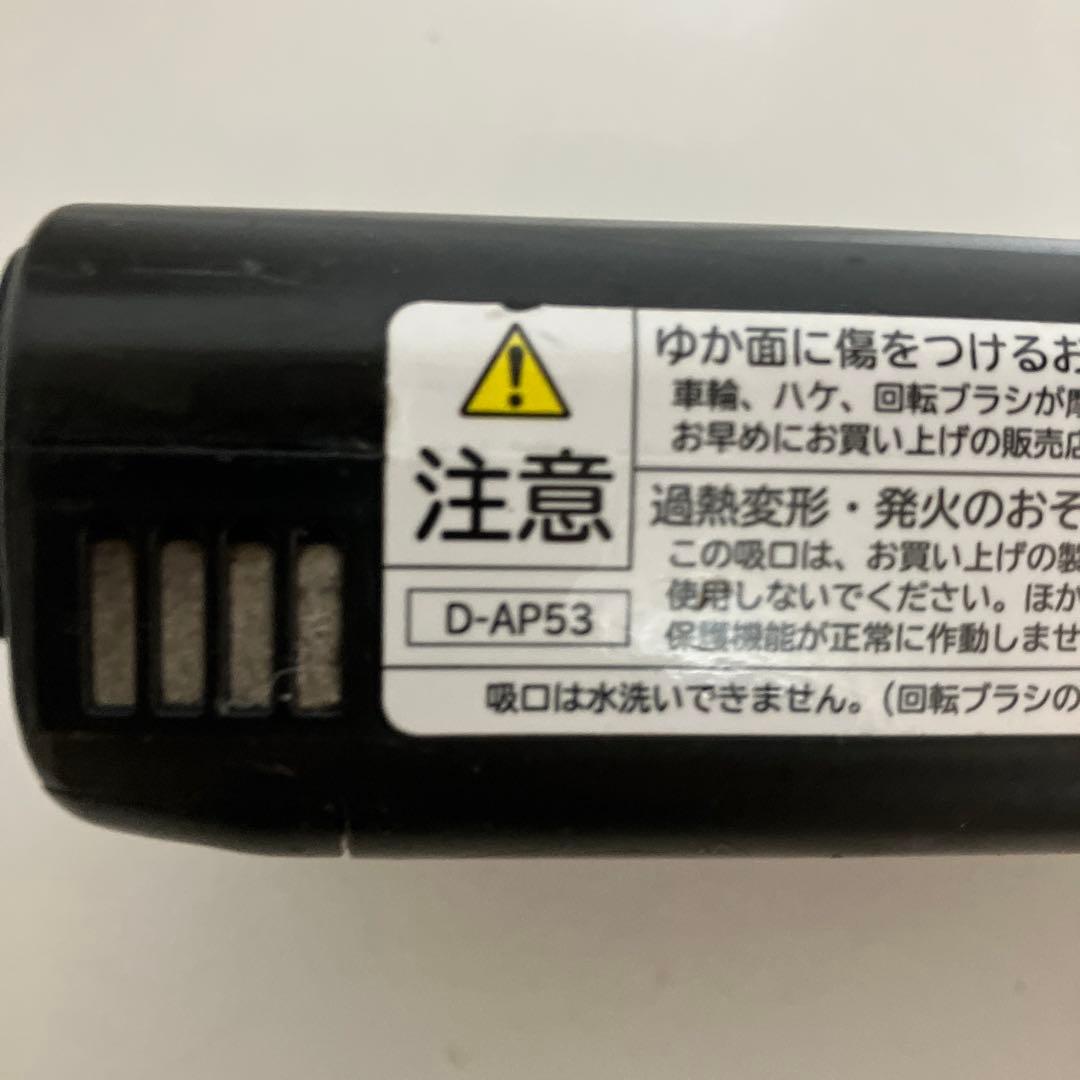 注意
D-AP53
ゆか面に傷をつけるお
車輪、ハケ、回転ブラシが摩
お早めにお買い上げの販売店
過熱変形・発火のおそ
この吸口は、お買い上げの製
使用しないでください。ほか
保護機能が正常に作動しませ
吸口は水洗いできません。(回転ブラシの